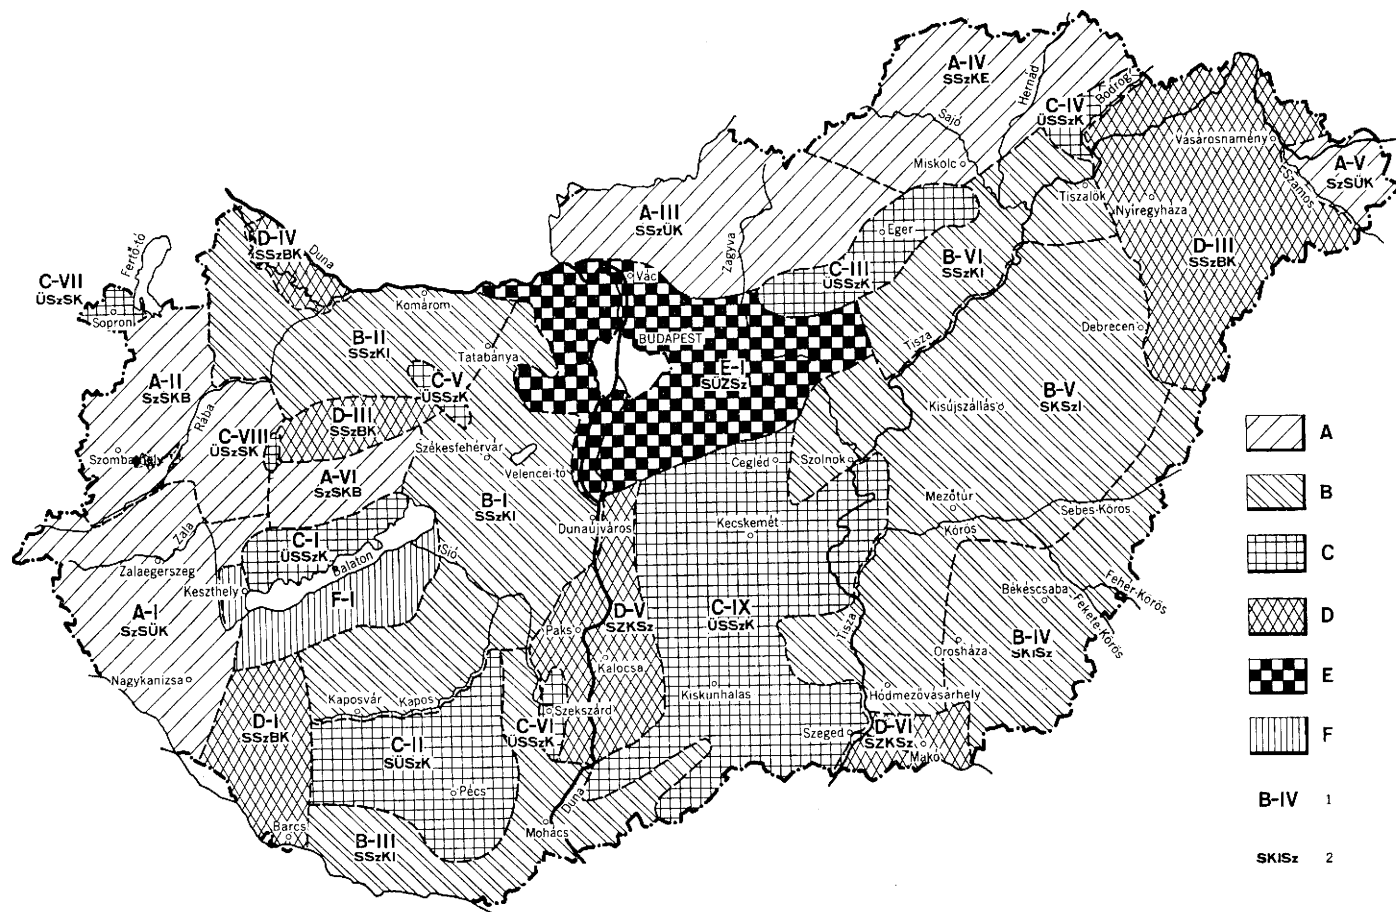 A-IV
SSzKE
Hernád
Bodrog
C-IV
ÜSSzK
Sajó
Miskolc
Vásárosnamény
A-V
SzSÜK
Szamos
Tiszalök
Nyíregyháza
A-III
SSzÜK
Zagyva
Eger
B-VI
SSzKI
D-III
SSzBK
C-III
ÜSSzK
D-IV
SSzBK
Duna
Fertő-tó
C-VII
ÜSzSK
Sopron
Vác
Komárom
BUDAPEST
Debrecen
Tisza
B-II
SSzKI
Tatabánya
E-I
SÜZSz
A-II
SzSKB
C-V
ÜSSzK
B-V
SKSzI
Kisújszállás
Rába
D-III
SSzBK
C-VIII
ÜSzSK
Székesfehérvár
Szombathely
Velencei-tó
Cegléd
Szolnok
A-VI
SzSKB
B-I
SSzKI
Mezőtúr
Sebes-Körös
Körös
Dunaújváros
Kecskemét
Zala
C-I
ÜSSzK
Balaton
Sió
Zalaegerszeg
Keszthely
F-I
A-I
SzSÜK
Békéscsaba
Fehér-Körös
Fekete-Körös
D-V
SZKSz
C-IX
ÜSSzK
Tisza
Paks
B-IV
SKISz
Orosháza
Kalocsa
Nagykanizsa
Kaposvár
Kapos
Kiskunhalas
Hódmezővásárhely
Szekszárd
D-I
SSzBK
C-VI
ÜSSzK
C-II
SÜSzK
Szeged
D-VI
SZKSz
Makó
Pécs
Duna
Barcs
Mohács
B-III
SSzKI
A
B
C
D
E
F
B-IV 1
SKISz 2